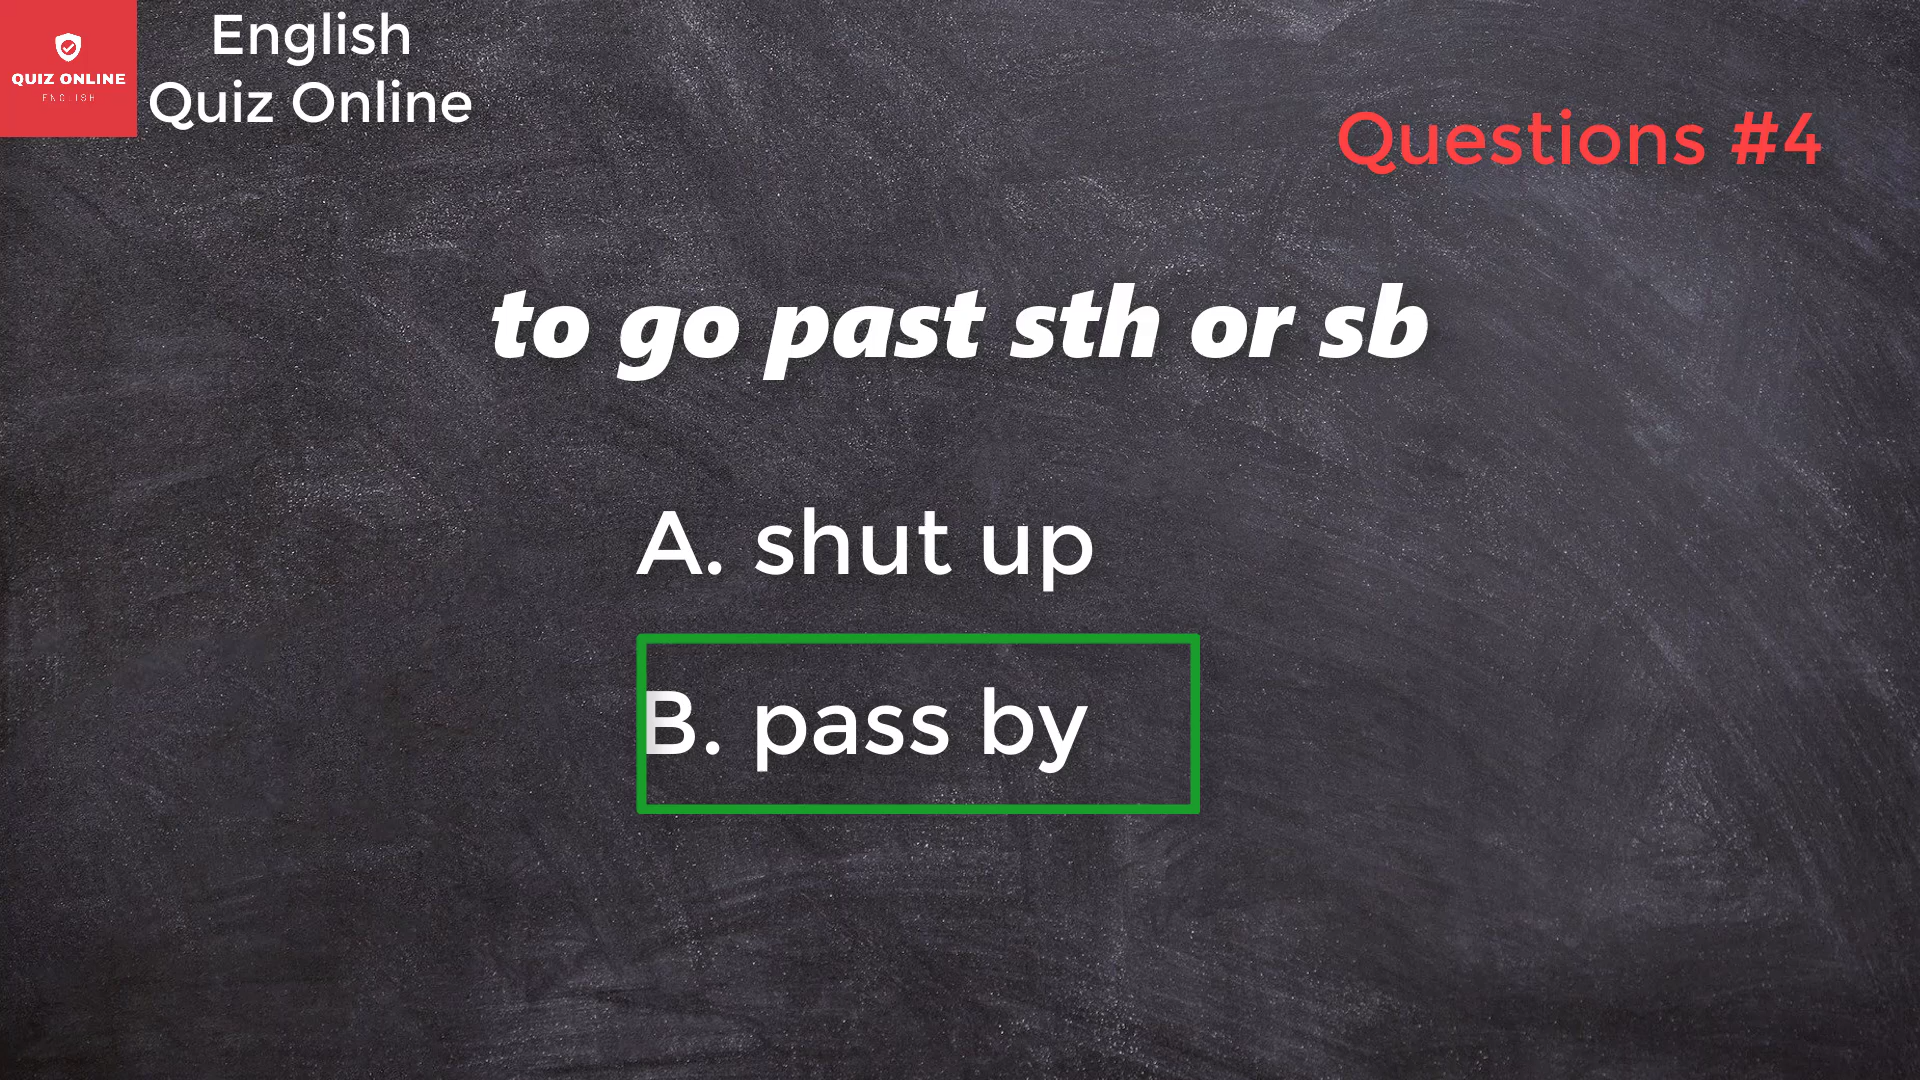 QUIZ ONLINE
ENGLISH
English
Quiz Online
Questions #4
to go past sth or sb
A. shut up
B. pass by